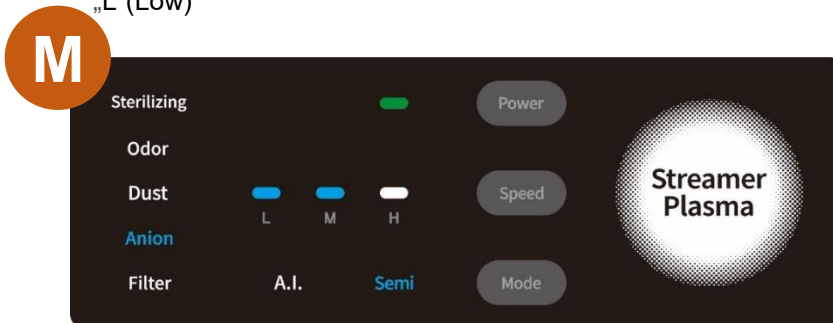 „L (Low)
M
Sterilizing
Power
Odor
Dust
L M H
Speed
Streamer
Plasma
Anion
Filter
A.I.
Semi
Mode